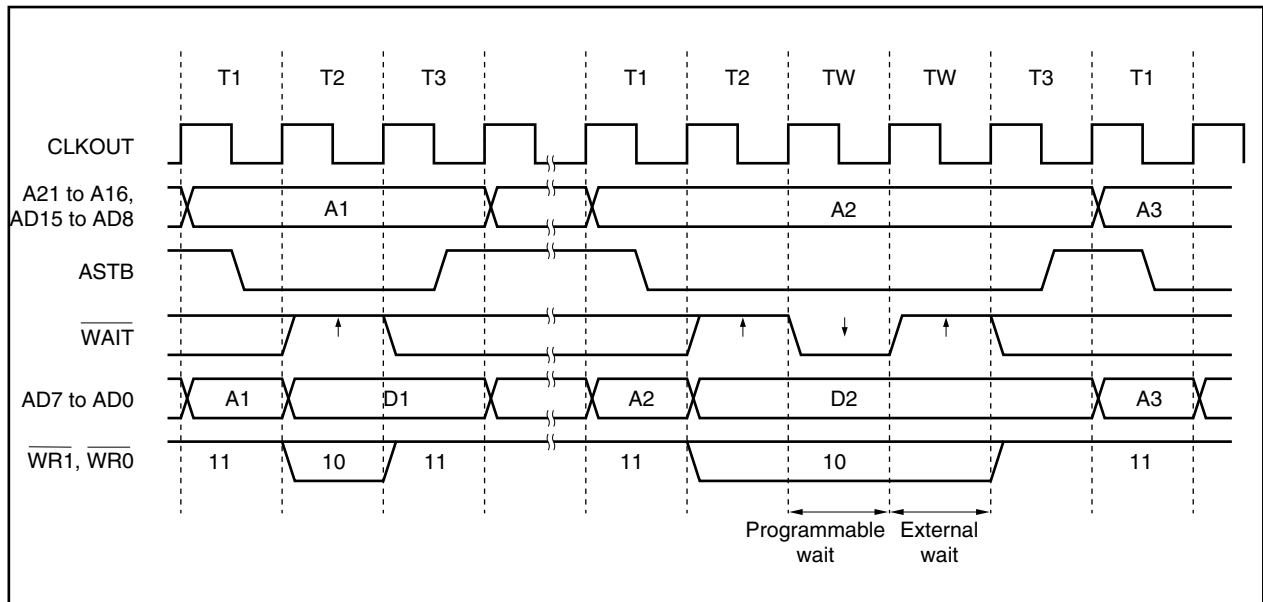 T1 T2 T3 T1 T2 TW TW T3 T1
CLKOUT
A21 to A16,
AD15 to AD8
A1 A2 A3
ASTB
WAIT
AD7 to AD0
A1 D1 A2 D2 A3
WR1, WR0
11 10 11 11 10 11
Programmable
wait
External
wait